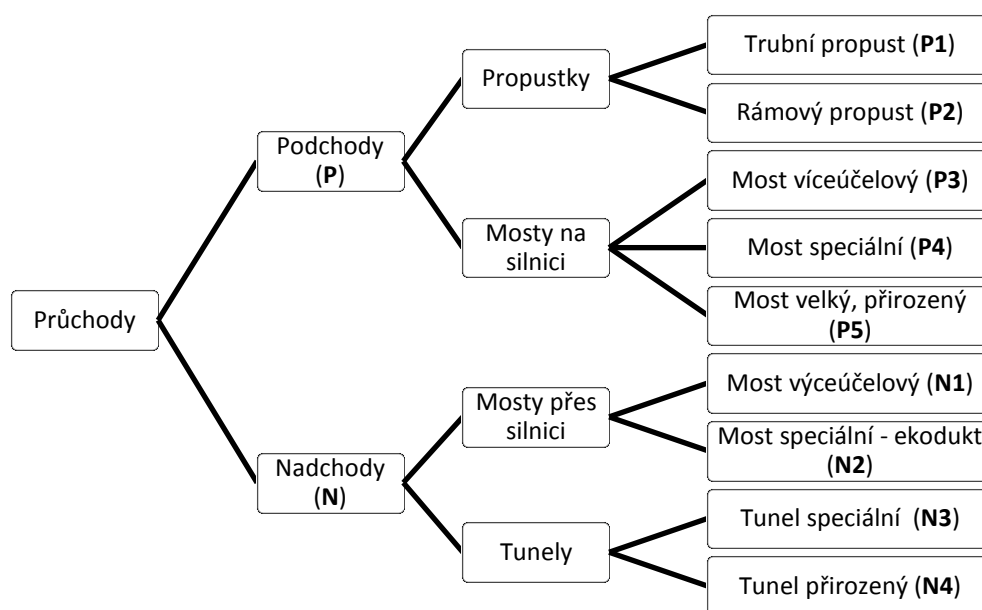 Průchody
Podchody
(P)
Nadchody
(N)
Propustky
Mosty na
silnici
Mosty přes
silnici
Tunely
Trubní propust (P1)
Rámový propust (P2)
Most víceúčelový (P3)
Most speciální (P4)
Most velký, přirozený
(P5)
Most výceúčelový (N1)
Most speciální - ekodukt
(N2)
Tunel speciální (N3)
Tunel přirozený (N4)